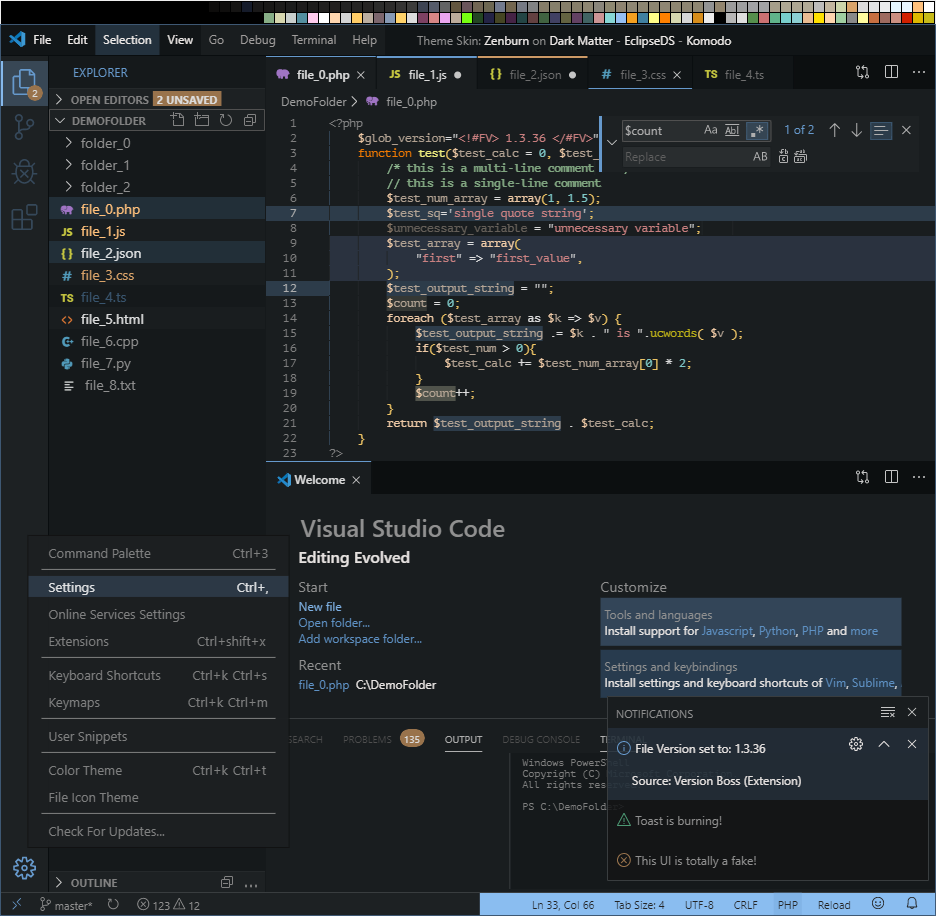 File Edit Selection View Go Debug Terminal Help Theme Skin: Zenburn on Dark Matter - EclipseDS - Komodo
2
EXPLORER
OPEN EDITORS 2 UNSAVED
DEMOFOLDER
folder_0
folder_1
folder_2
file_0.php
file_1.js
file_2.json
file_3.css
TS file_4.ts
file_5.html
file_6.cpp
file_7.py
file_8.txt
file_0.php JS file_1.js {} file_2.json # file_3.css TS file_4.ts
DemoFolder > file_0.php
1 <?php
2 $glob_version="<!#FV> 1.3.36 </#FV>"
3 function test($test_calc = 0, $test_
4 /* this is a multi-line comment
5 // this is a single-line comment
6 $test_num_array = array(1, 1.5);
7 $test_sq='single quote string';
8 $unnecessary_variable = "unnecessary variable";
9 $test_array = array(
10 "first" => "first_value",
11 );
12 $test_output_string = "";
13 $count = 0;
14 foreach ($test_array as $k => $v) {
15 $test_output_string .= $k . " is ".ucwords( $v );
16 if($test_num > 0){
17 $test_calc += $test_num_array[0] * 2;
18 }
19 $count++;
20 }
21 return $test_output_string . $test_calc;
22 }
23 ?>
$count Aa Abl .* 1 of 2
Replace AB
Welcome
Visual Studio Code
Editing Evolved
Start
New file
Open folder...
Add workspace folder...
Recent
file_0.php C:\DemoFolder
Customize
Tools and languages
Install support for Javascript, Python, PHP and more
Settings and keybindings
Install settings and keyboard shortcuts of Vim, Sublime,
Command Palette Ctrl+3
Settings Ctrl+,
Online Services Settings
Extensions Ctrl+shift+x
Keyboard Shortcuts Ctrl+k Ctrl+s
Keymaps Ctrl+k Ctrl+m
User Snippets
Color Theme Ctrl+k Ctrl+t
File Icon Theme
Check For Updates...
SEARCH PROBLEMS 135 OUTPUT DEBUG CONSOLE TERMINAL
Windows PowerShell
Copyright (C)
All rights reserved
PS C:\DemoFolder>
NOTIFICATIONS
File Version set to: 1.3.36
Source: Version Boss (Extension)
Toast is burning!
This UI is totally a fake!
OUTLINE
master* 123 12 Ln 33, Col 66 Tab Size: 4 UTF-8 CRLF PHP Reload